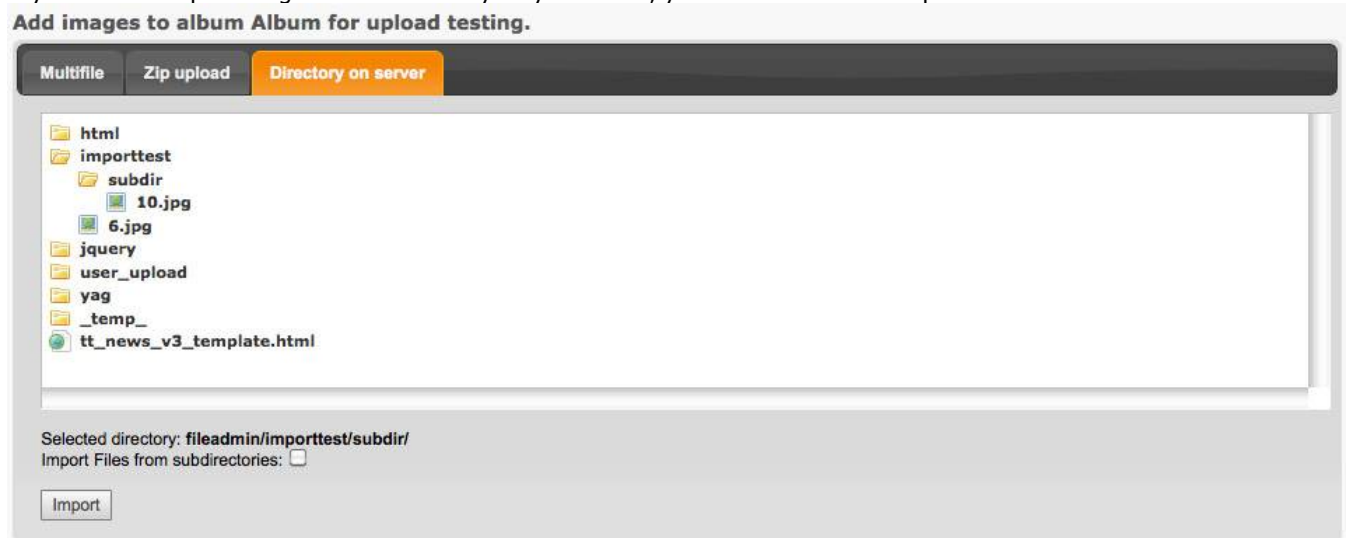 Add images to album Album for upload testing.
Multifile Zip upload Directory on server
html
importtest
subdir
10.jpg
6.jpg
jquery
user_upload
yag
_temp_
tt_news_v3_template.html
Selected directory: fileadmin/importtest/subdir/
Import Files from subdirectories:
Import